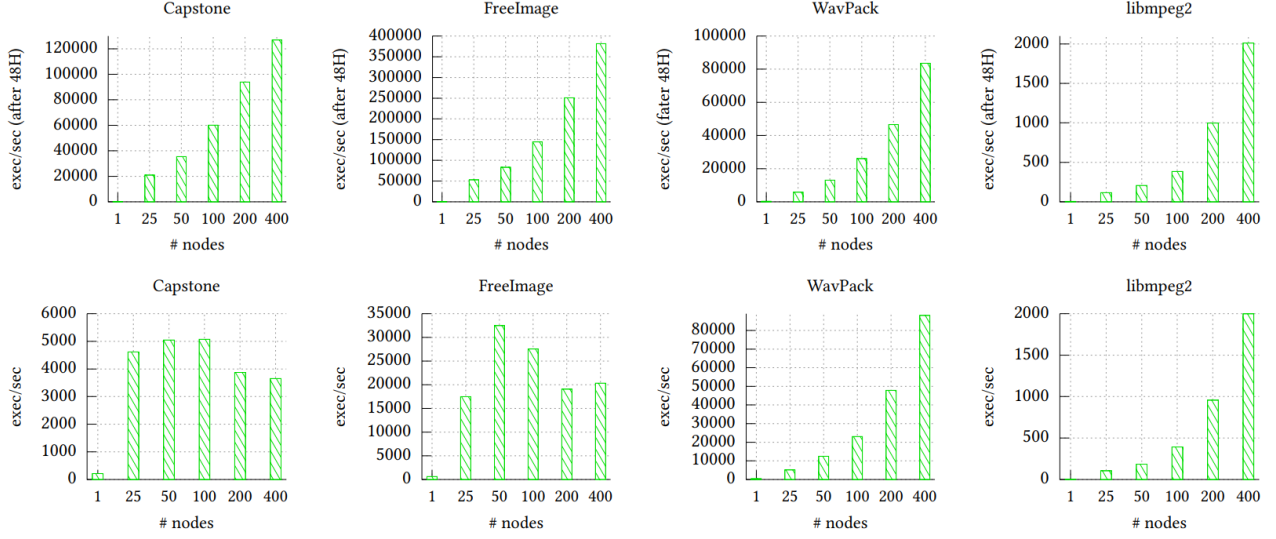 Capstone
exec/sec (after 48H)
120000
100000
80000
60000
40000
20000
0
1 25 50 100 200 400
# nodes
FreeImage
exec/sec (after 48H)
400000
350000
300000
250000
200000
150000
100000
50000
0
1 25 50 100 200 400
# nodes
WavPack
exec/sec (fater 48H)
100000
80000
60000
40000
20000
0
1 25 50 100 200 400
# nodes
libmpeg2
exec/sec (after 48H)
2000
1500
1000
500
0
1 25 50 100 200 400
# nodes
Capstone
exec/sec
6000
5000
4000
3000
2000
1000
0
1 25 50 100 200 400
# nodes
FreeImage
exec/sec
35000
30000
25000
20000
15000
10000
5000
0
1 25 50 100 200 400
# nodes
WavPack
exec/sec
80000
70000
60000
50000
40000
30000
20000
10000
0
1 25 50 100 200 400
# nodes
libmpeg2
exec/sec
2000
1500
1000
500
0
1 25 50 100 200 400
# nodes